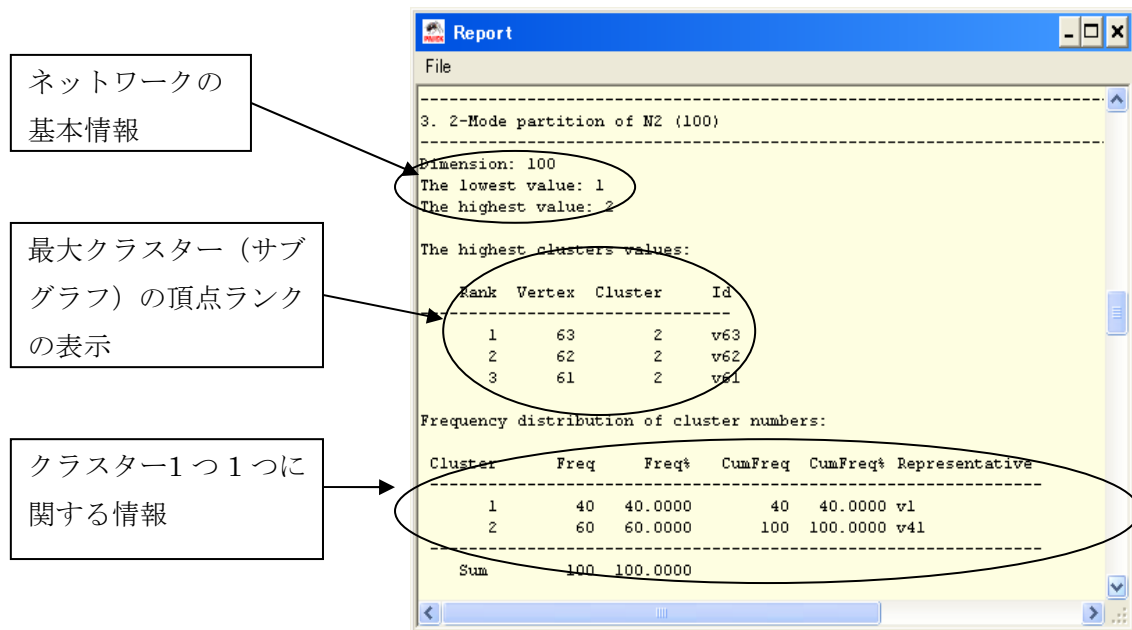 ネットワークの
基本情報
最大クラスター(サブ
グラフ)の頂点ランク
の表示
クラスター1つ1つに
関する情報
Report
File
3. 2-Mode partition of N2 (100)
Dimension: 100
The lowest value: 1
The highest value: 2
The highest clusters values:
Rank Vertex Cluster Id
1 63 2 v63
2 62 2 v62
3 61 2 v61
Frequency distribution of cluster numbers:
Cluster Freq Freq% CumFreq CumFreq% Representative
1 40 40.0000 40 40.0000 v1
2 60 60.0000 100 100.0000 v41
Sum 100 100.0000